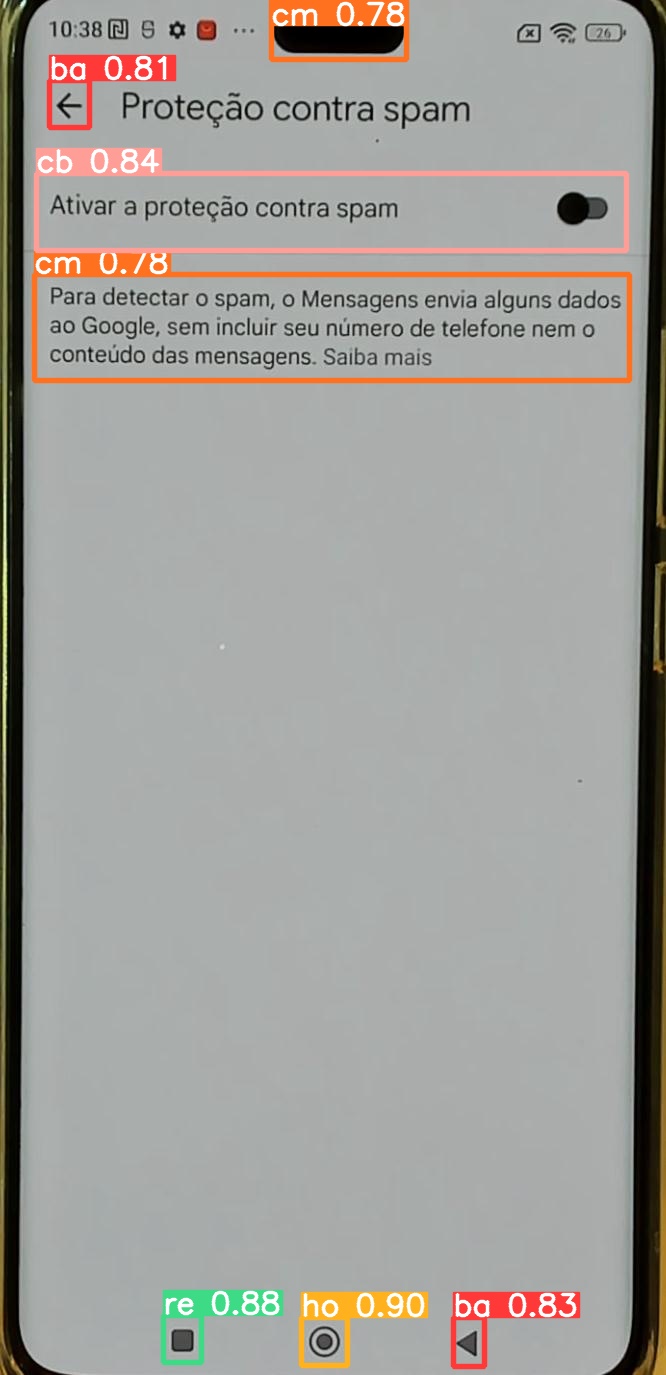 cm 0.78
10:38
26
ba 0.81
Proteção contra spam
cb 0.84
Ativar a proteção contra spam
cm 0.78
Para detectar o spam, o Mensagens envia alguns dados
ao Google, sem incluir seu número de telefone nem o
conteúdo das mensagens. Saiba mais
re 0.88
ho 0.90
ba 0.83